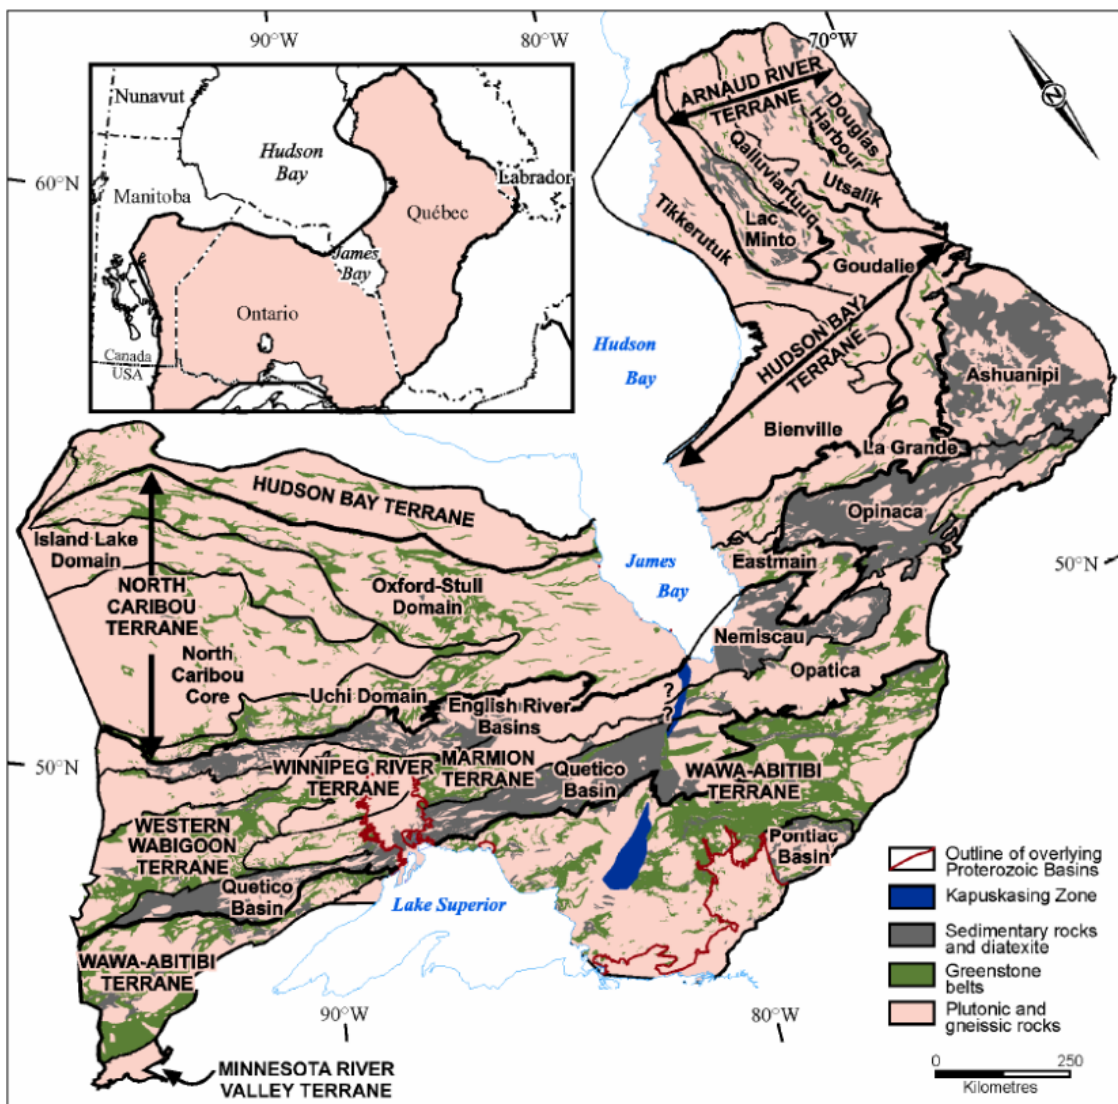 90°W
80°W
70°W
60°N
50°N
50°N
90°W
80°W
N
Nunavut
Hudson
Bay
Manitoba
Labrador
Québec
James
Bay
Ontario
Canada
USA
ARNAUD RIVER
TERRANE
Douglas
Harbour
Qalluviartuuq
Utsalik
Tikkerutuk
Lac
Minto
Goudalie
HUDSON BAY
TERRANE
Hudson
Bay
Ashuanipi
Bienville
La Grande
Opinaca
HUDSON BAY TERRANE
Island Lake
Domain
NORTH
CARIBOU
TERRANE
Oxford-Stull
Domain
James
Bay
Eastmain
Nemiscau
Opatica
North
Caribou
Core
Uchi Domain
English River
Basins
?
?
WINNIPEG RIVER
TERRANE
MARMION
TERRANE
Quetico
Basin
WAWA-ABITIBI
TERRANE
WESTERN
WABIGOON
TERRANE
Pontiac
Basin
Quetico
Basin
Lake Superior
WAWA-ABITIBI
TERRANE
MINNESOTA RIVER
VALLEY TERRANE
Outline of overlying
Proterozoic Basins
Kapuskasing Zone
Sedimentary rocks
and diatexite
Greenstone
belts
Plutonic and
gneissic rocks
0 250
Kilometres